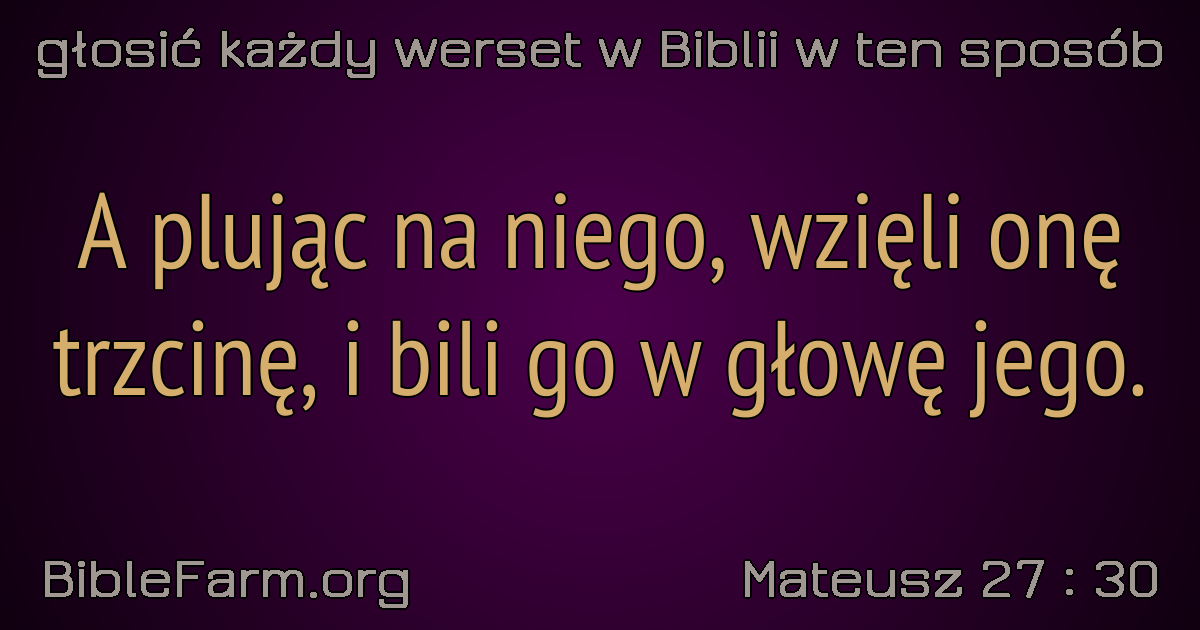 głosić każdy werset w Biblii w ten sposób
A plując na niego, wzięli onę
trzcinę, i bili go w głowę jego.
BibleFarm.org
Mateusz 27 : 30